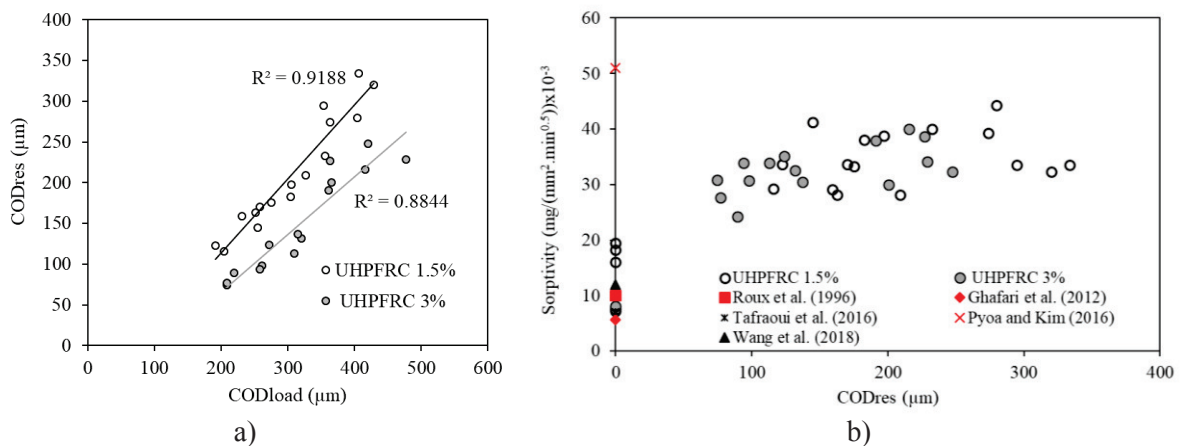 400
350
300
250
200
150
100
50
0
0 100 200 300 400 500 600
CODres (µm)
CODload (µm)
R² = 0.9188
R² = 0.8844
UHPFRC 1.5%
UHPFRC 3%
a)
60
50
40
30
20
10
0
0 100 200 300 400
Sorptivity (mg/(mm².min⁰·⁵))x10⁻³
CODres (µm)
UHPFRC 1.5% UHPFRC 3%
Roux et al. (1996) Ghafari et al. (2012)
Tafraoui et al. (2016) Pyoa and Kim (2016)
Wang et al. (2018)
b)